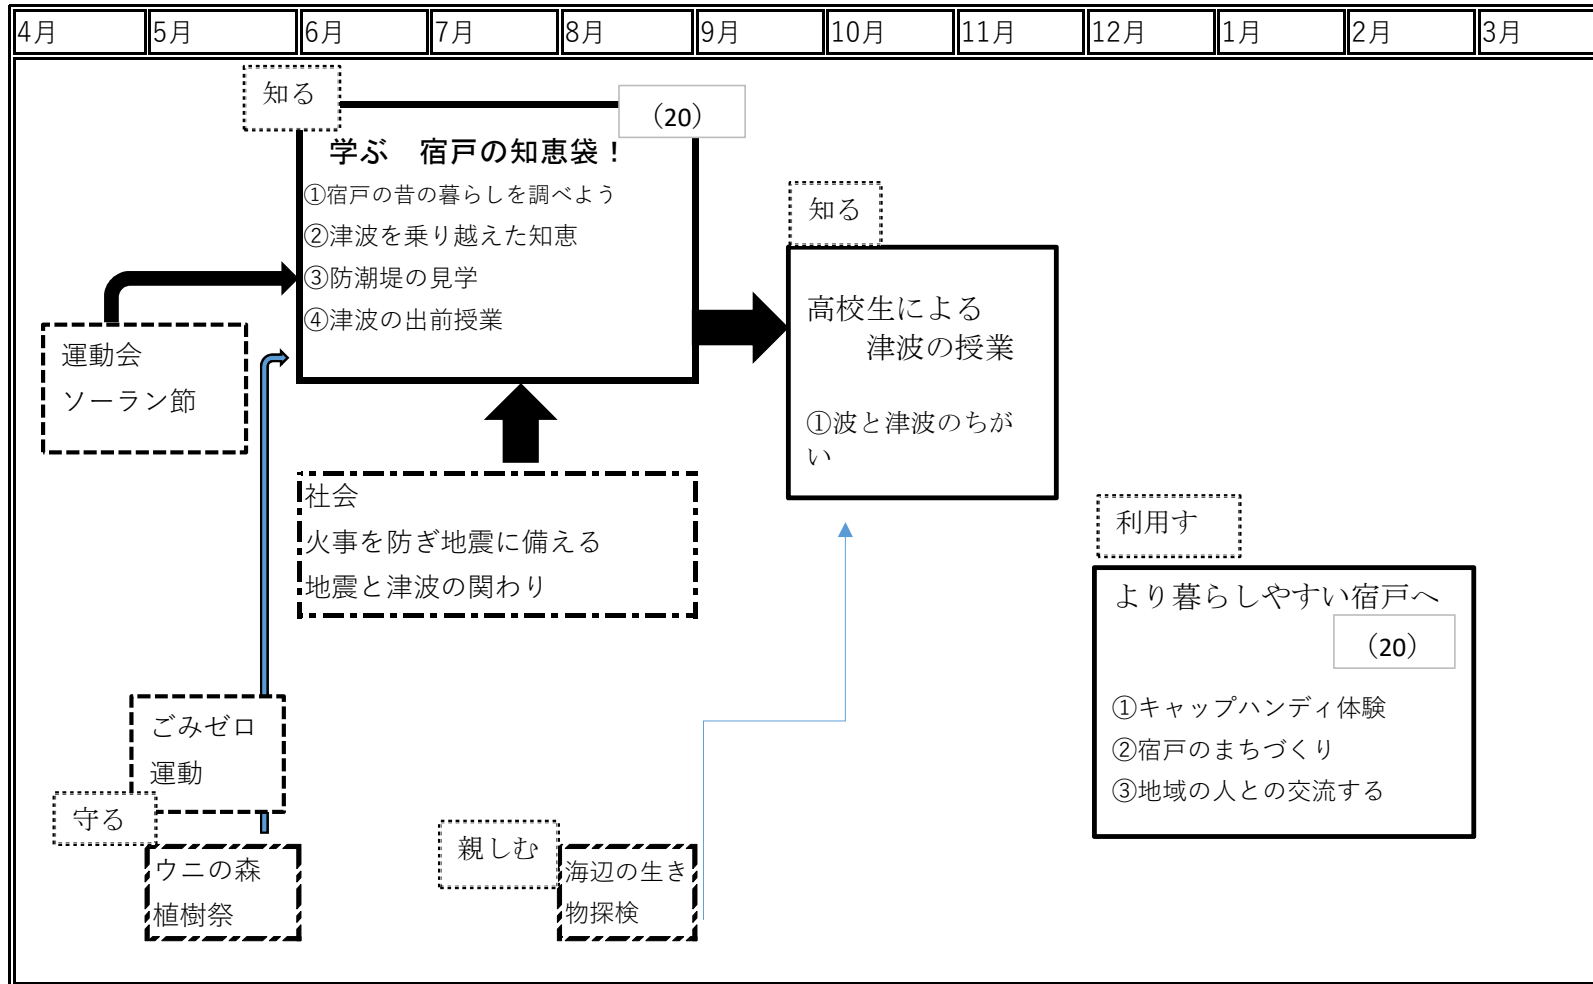 4月 5月 6月 7月 8月 9月 10月 11月 12月 1月 2月 3月
知る
（20）
学ぶ　宿戸の知恵袋！
①宿戸の昔の暮らしを調べよう
②津波を乗り越えた知恵
③防潮堤の見学
④津波の出前授業
運動会
ソーラン節
知る
高校生による
津波の授業
①波と津波のちが
い
社会
火事を防ぎ地震に備える
地震と津波の関わり
利用す
より暮らしやすい宿戸へ
（20）
①キャップハンディ体験
②宿戸のまちづくり
③地域の人との交流する
ごみゼロ
運動
守る
ウニの森
植樹祭
親しむ
海辺の生き
物探検